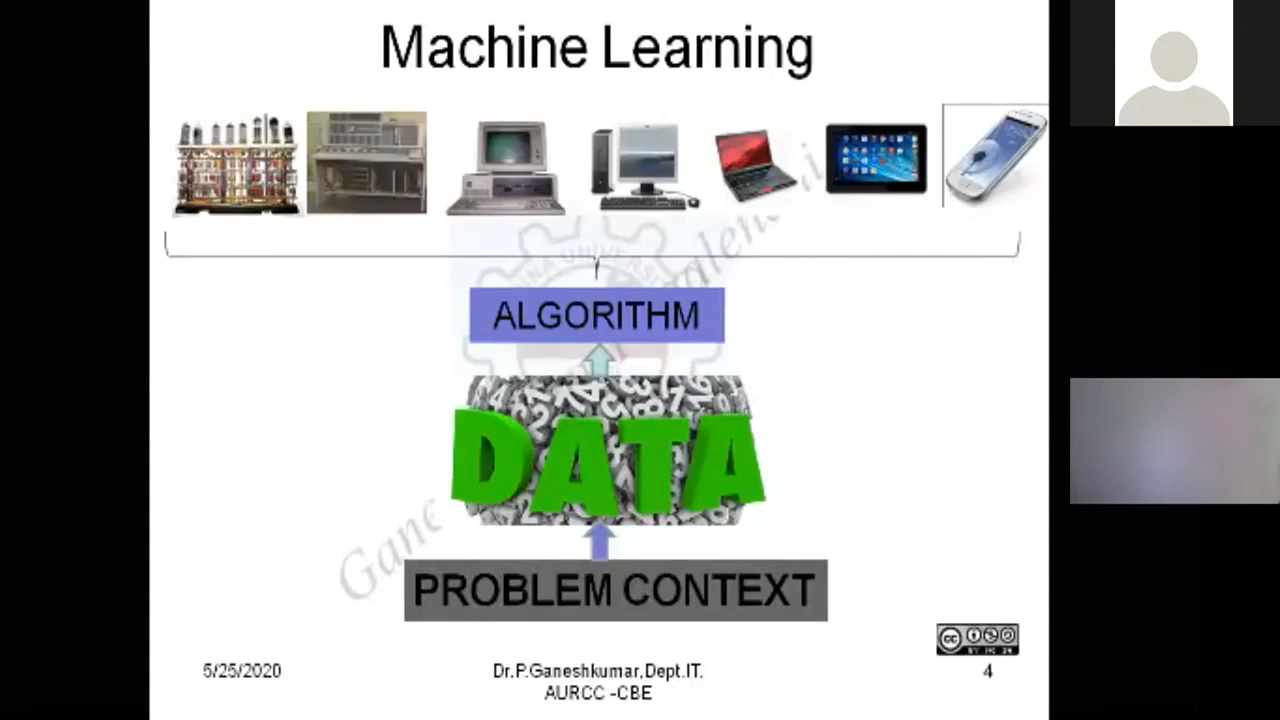 Machine Learning
ALGORITHM
DATA
PROBLEM CONTEXT
5/25/2020
Dr.P.Ganeshkumar,Dept.IT.
AURCC -CBE
4